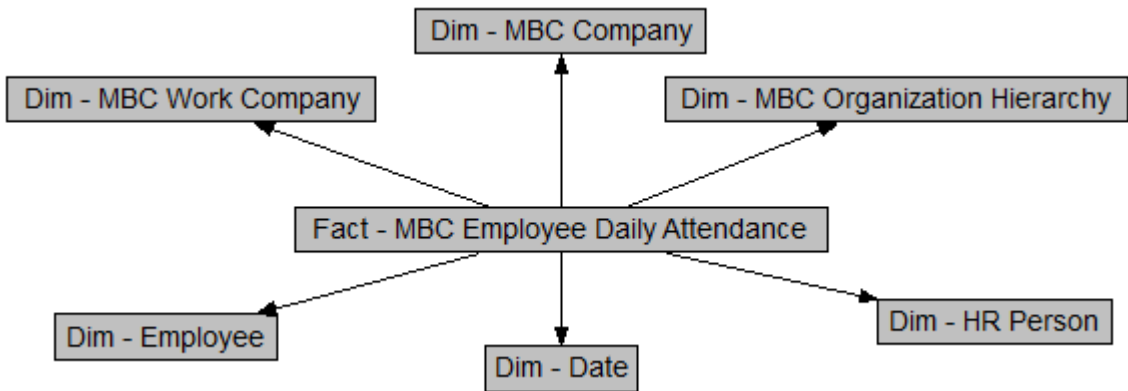 Dim - MBC Company
Dim - MBC Work Company
Dim - MBC Organization Hierarchy
Fact - MBC Employee Daily Attendance
Dim - Employee
Dim - Date
Dim - HR Person